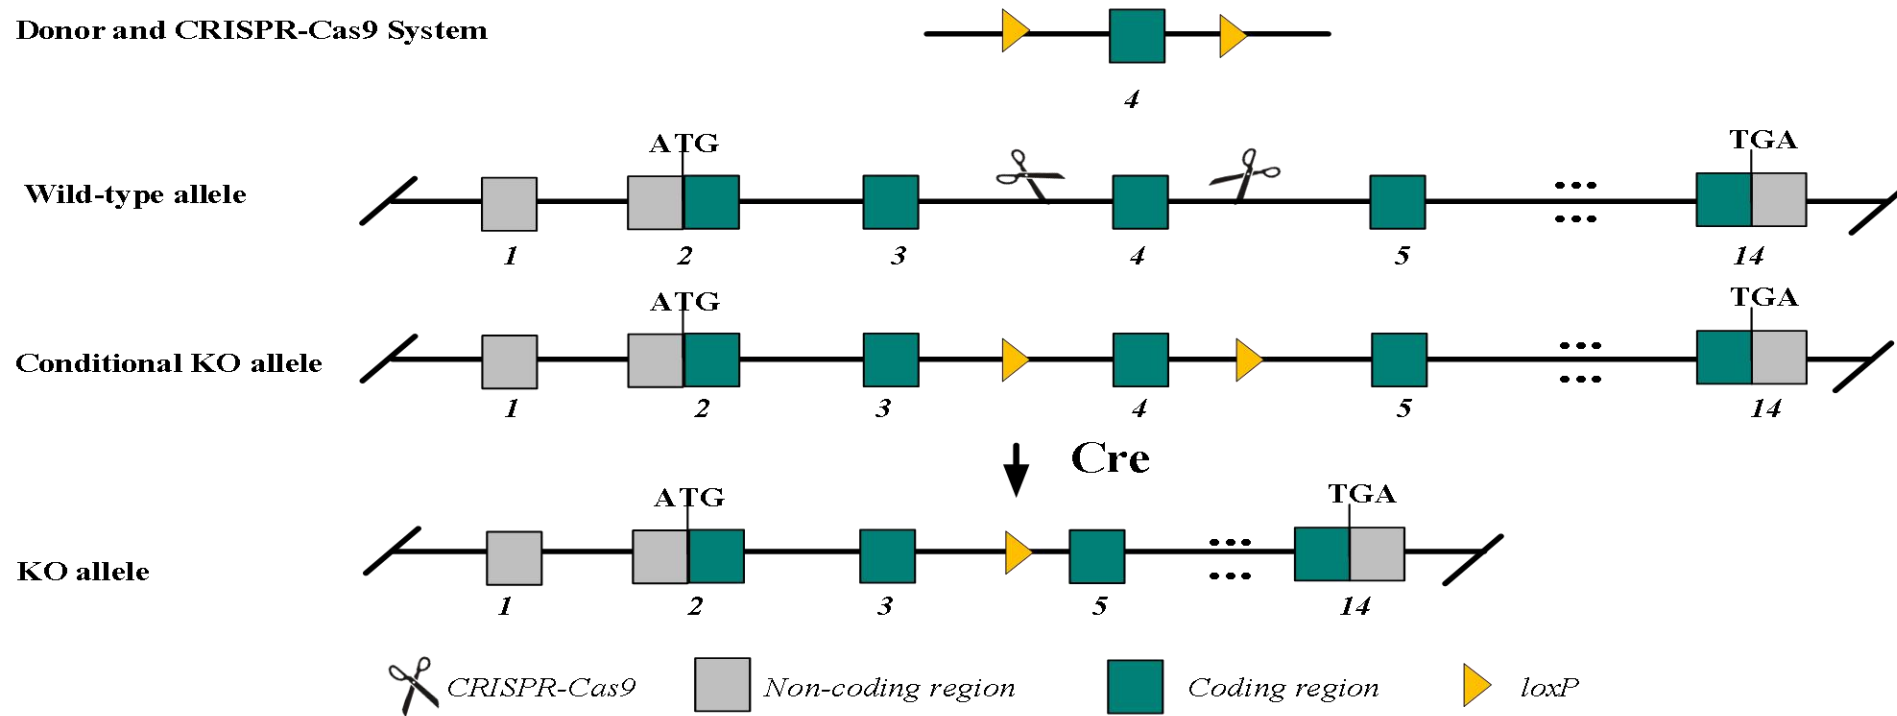 Donor and CRISPR-Cas9 System
4
ATG
TGA
Wild-type allele
1
2
3
4
5
14
ATG
TGA
Conditional KO allele
1
2
3
4
5
14
Cre
ATG
TGA
KO allele
1
2
3
5
14
CRISPR-Cas9
Non-coding region
Coding region
loxP